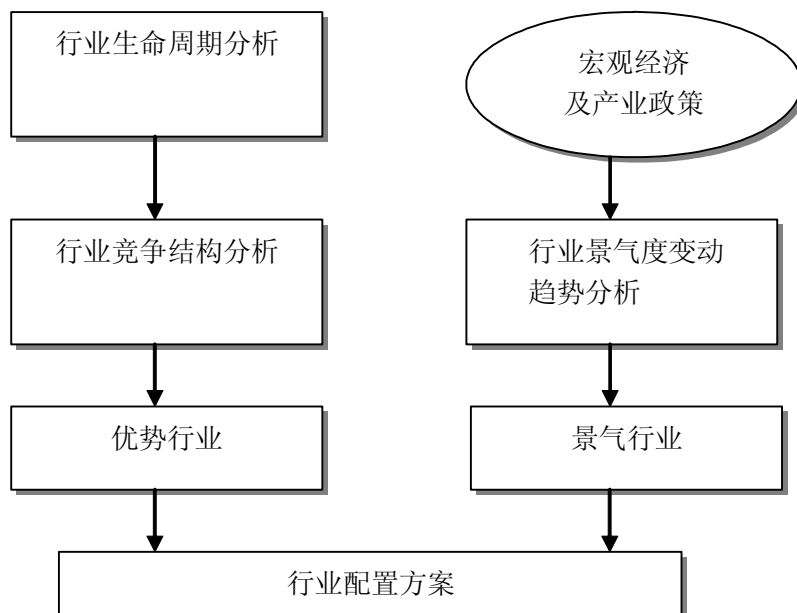 行业生命周期分析
宏观经济
及产业政策
行业竞争结构分析
行业景气度变动
趋势分析
优势行业
景气行业
行业配置方案